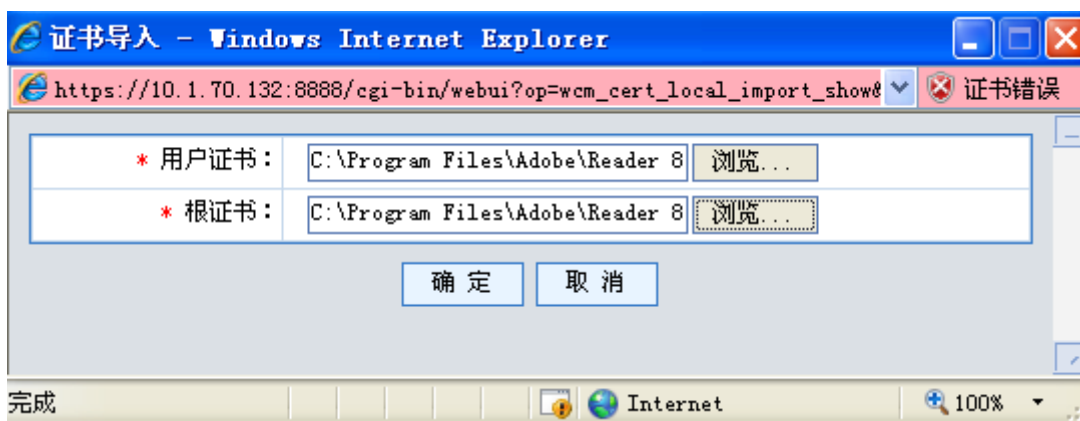 证书导入 - Windows Internet Explorer
https://10.1.70.132:8888/cgi-bin/webui?op=wcm_cert_local_import_show& 证书错误
* 用户证书： C:\Program Files\Adobe\Reader 8 浏览...
* 根证书： C:\Program Files\Adobe\Reader 8 浏览...
确 定 取 消
完成 Internet 100%